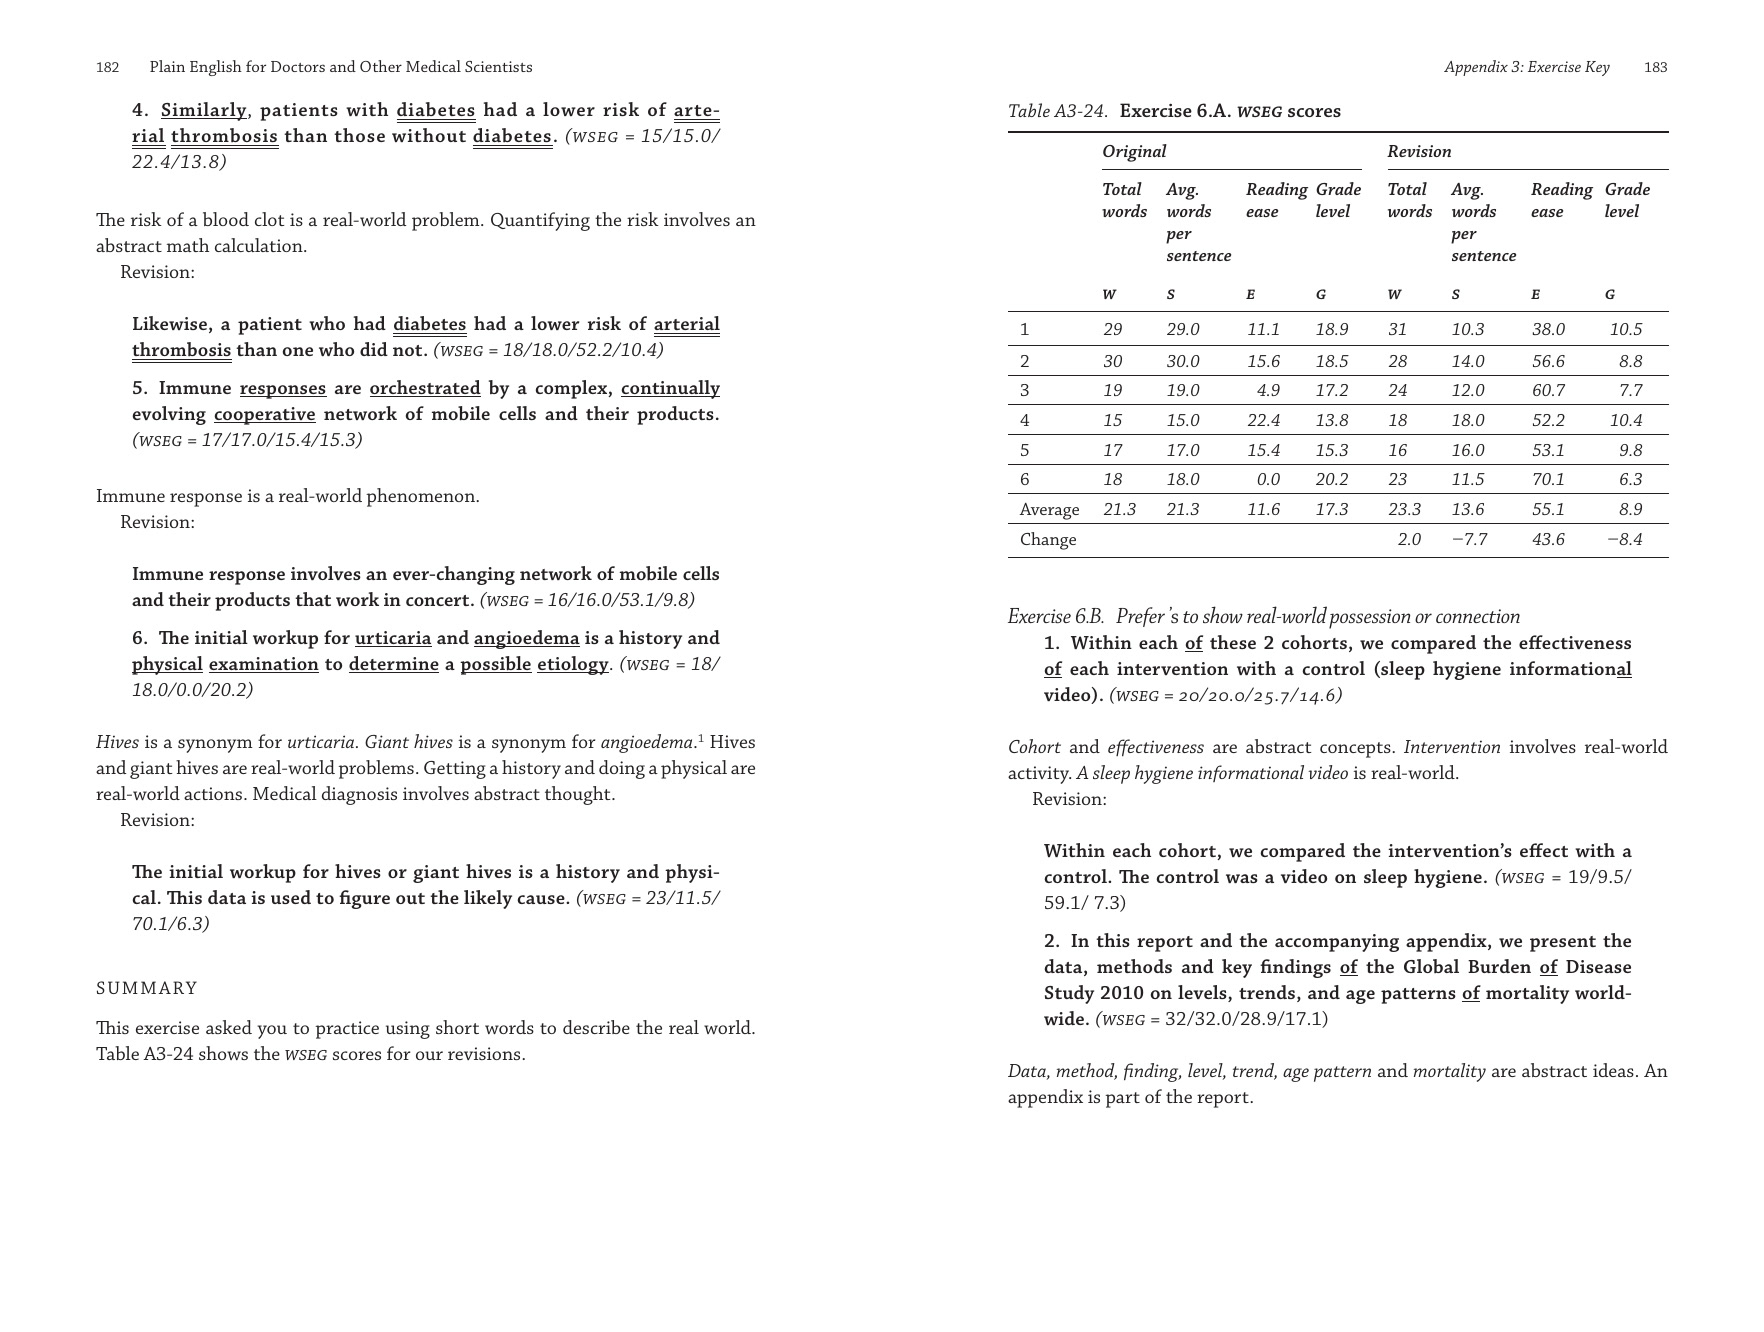 182 Plain English for Doctors and Other Medical Scientists
4. Similarly, patients with diabetes had a lower risk of arte-
rial thrombosis than those without diabetes. (WSEG = 15/15.0/
22.4/13.8)
The risk of a blood clot is a real-world problem. Quantifying the risk involves an
abstract math calculation.
Revision:
Likewise, a patient who had diabetes had a lower risk of arterial
thrombosis than one who did not. (WSEG = 18/18.0/52.2/10.4)
5. Immune responses are orchestrated by a complex, continually
evolving cooperative network of mobile cells and their products.
(WSEG = 17/17.0/15.4/15.3)
Immune response is a real-world phenomenon.
Revision:
Immune response involves an ever-changing network of mobile cells
and their products that work in concert. (WSEG = 16/16.0/53.1/9.8)
6. The initial workup for urticaria and angioedema is a history and
physical examination to determine a possible etiology. (WSEG = 18/
18.0/0.0/20.2)
Hives is a synonym for urticaria. Giant hives is a synonym for angioedema.¹ Hives
and giant hives are real-world problems. Getting a history and doing a physical are
real-world actions. Medical diagnosis involves abstract thought.
Revision:
The initial workup for hives or giant hives is a history and physi-
cal. This data is used to figure out the likely cause. (WSEG = 23/11.5/
70.1/6.3)
SUMMARY
This exercise asked you to practice using short words to describe the real world.
Table A3-24 shows the WSEG scores for our revisions.
Appendix 3: Exercise Key 183
Table A3-24. Exercise 6.A. WSEG scores
Original Revision
Total Avg. Reading Grade Total Avg. Reading Grade
words words ease level words words ease level
per per
sentence sentence
W S E G W S E G
1 29 29.0 11.1 18.9 31 10.3 38.0 10.5
2 30 30.0 15.6 18.5 28 14.0 56.6 8.8
3 19 19.0 4.9 17.2 24 12.0 60.7 7.7
4 15 15.0 22.4 13.8 18 18.0 52.2 10.4
5 17 17.0 15.4 15.3 16 16.0 53.1 9.8
6 18 18.0 0.0 20.2 23 11.5 70.1 6.3
Average 21.3 21.3 11.6 17.3 23.3 13.6 55.1 8.9
Change 2.0 −7.7 43.6 −8.4
Exercise 6.B. Prefer ’s to show real-world possession or connection
1. Within each of these 2 cohorts, we compared the effectiveness
of each intervention with a control (sleep hygiene informational
video). (WSEG = 20/20.0/25.7/14.6)
Cohort and effectiveness are abstract concepts. Intervention involves real-world
activity. A sleep hygiene informational video is real-world.
Revision:
Within each cohort, we compared the intervention’s effect with a
control. The control was a video on sleep hygiene. (WSEG = 19/9.5/
59.1/ 7.3)
2. In this report and the accompanying appendix, we present the
data, methods and key findings of the Global Burden of Disease
Study 2010 on levels, trends, and age patterns of mortality world-
wide. (WSEG = 32/32.0/28.9/17.1)
Data, method, finding, level, trend, age pattern and mortality are abstract ideas. An
appendix is part of the report.